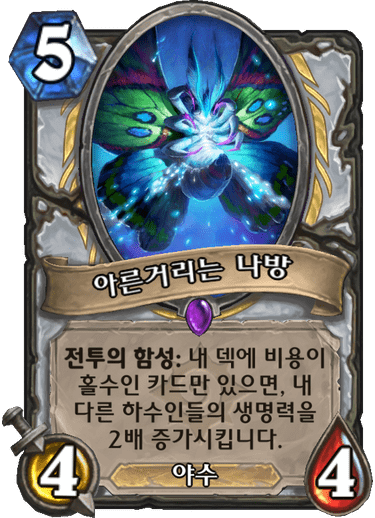 5
아른거리는 나방
전투의 함성: 내 덱에 비용이
홀수인 카드만 있으면, 내
다른 하수인들의 생명력을
2배 증가시킵니다.
4
야수
4